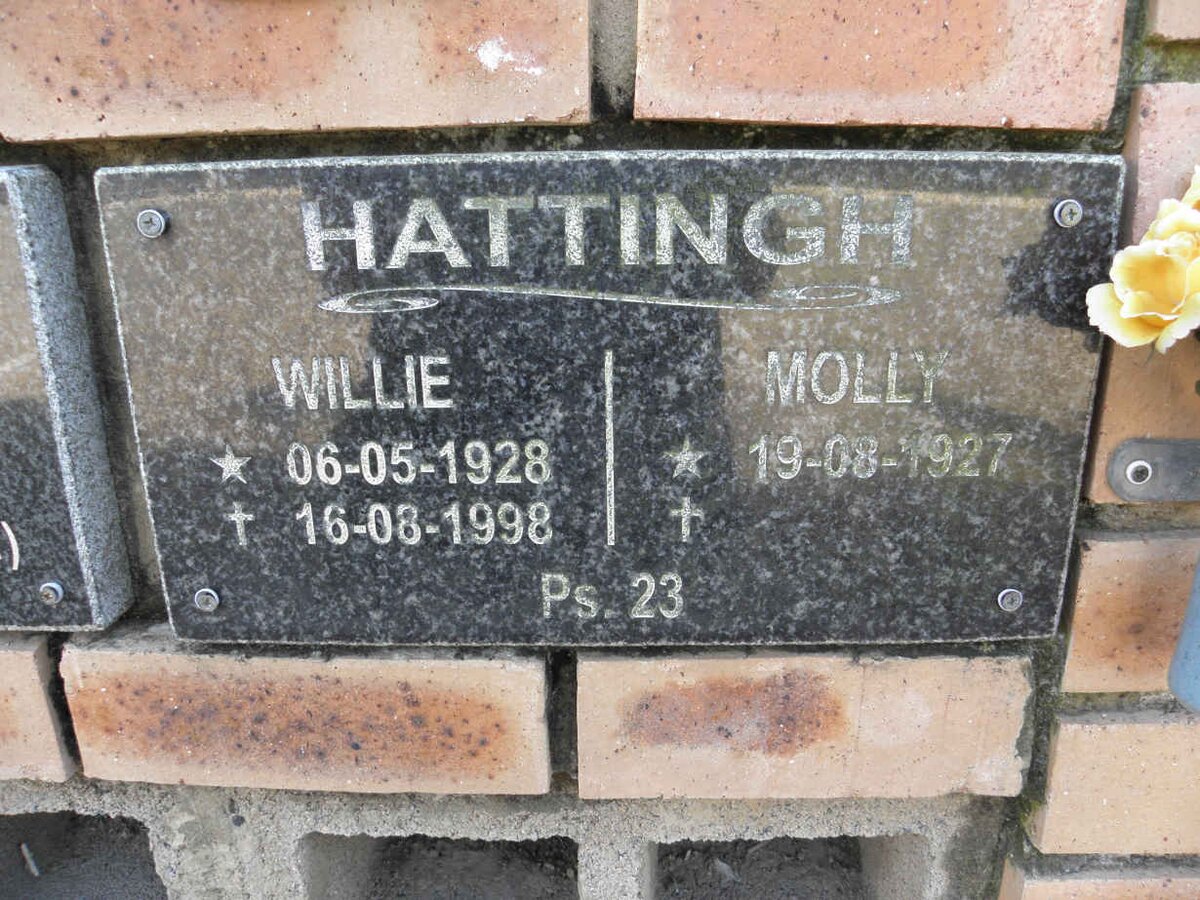 HATTINGH
WILLIE
MOLLY
★ 06-05-1928
★ 19-08-1927
✝ 16-08-1998
✝
Ps. 23
)